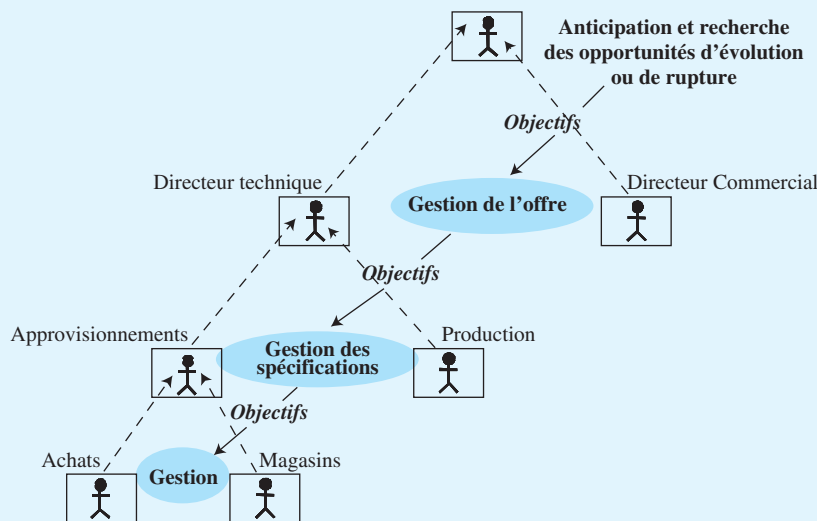 Anticipation et recherche
des opportunités d’évolution
ou de rupture
Objectifs
Directeur technique
Directeur Commercial
Gestion de l’offre
Objectifs
Approvisionnements
Production
Gestion des
spécifications
Objectifs
Achats
Gestion
Magasins